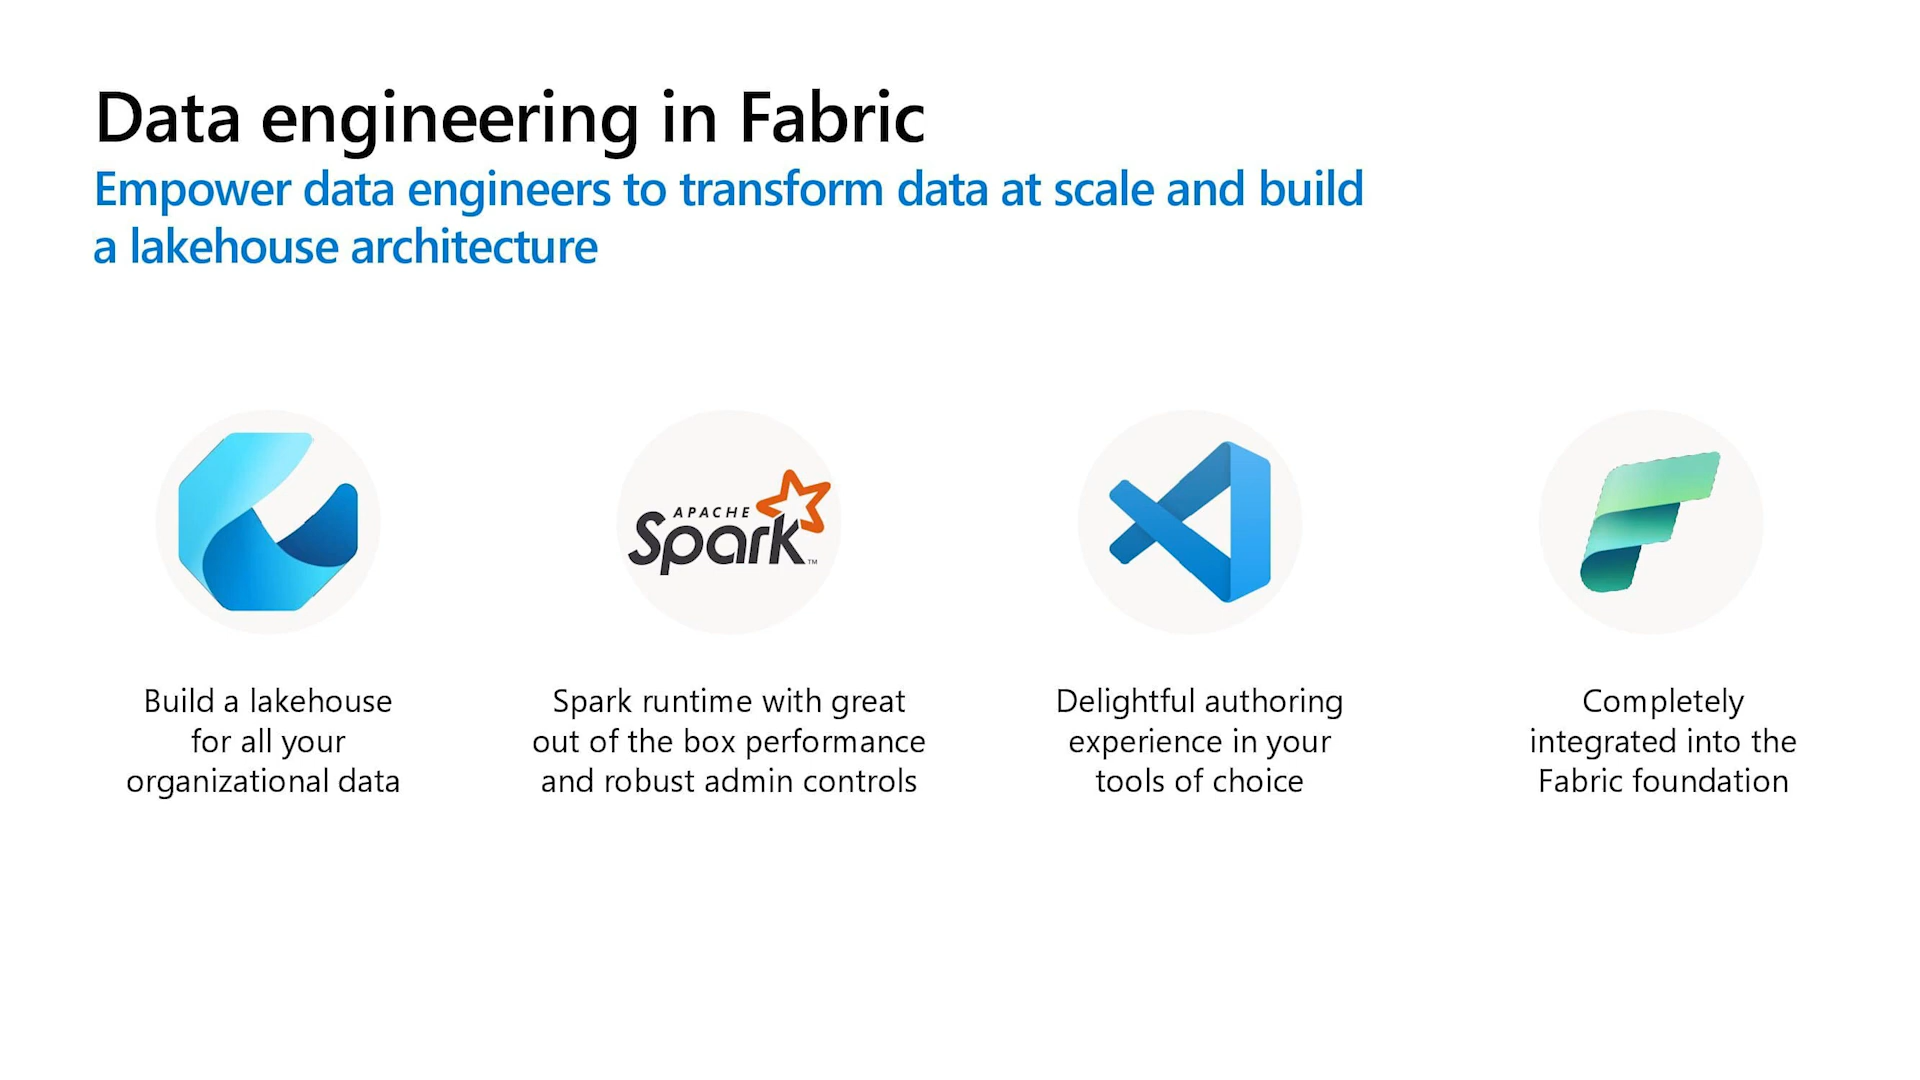 Data engineering in Fabric
Empower data engineers to transform data at scale and build
a lakehouse architecture
APACHE
Spark™
Build a lakehouse
for all your
organizational data
Spark runtime with great
out of the box performance
and robust admin controls
Delightful authoring
experience in your
tools of choice
Completely
integrated into the
Fabric foundation